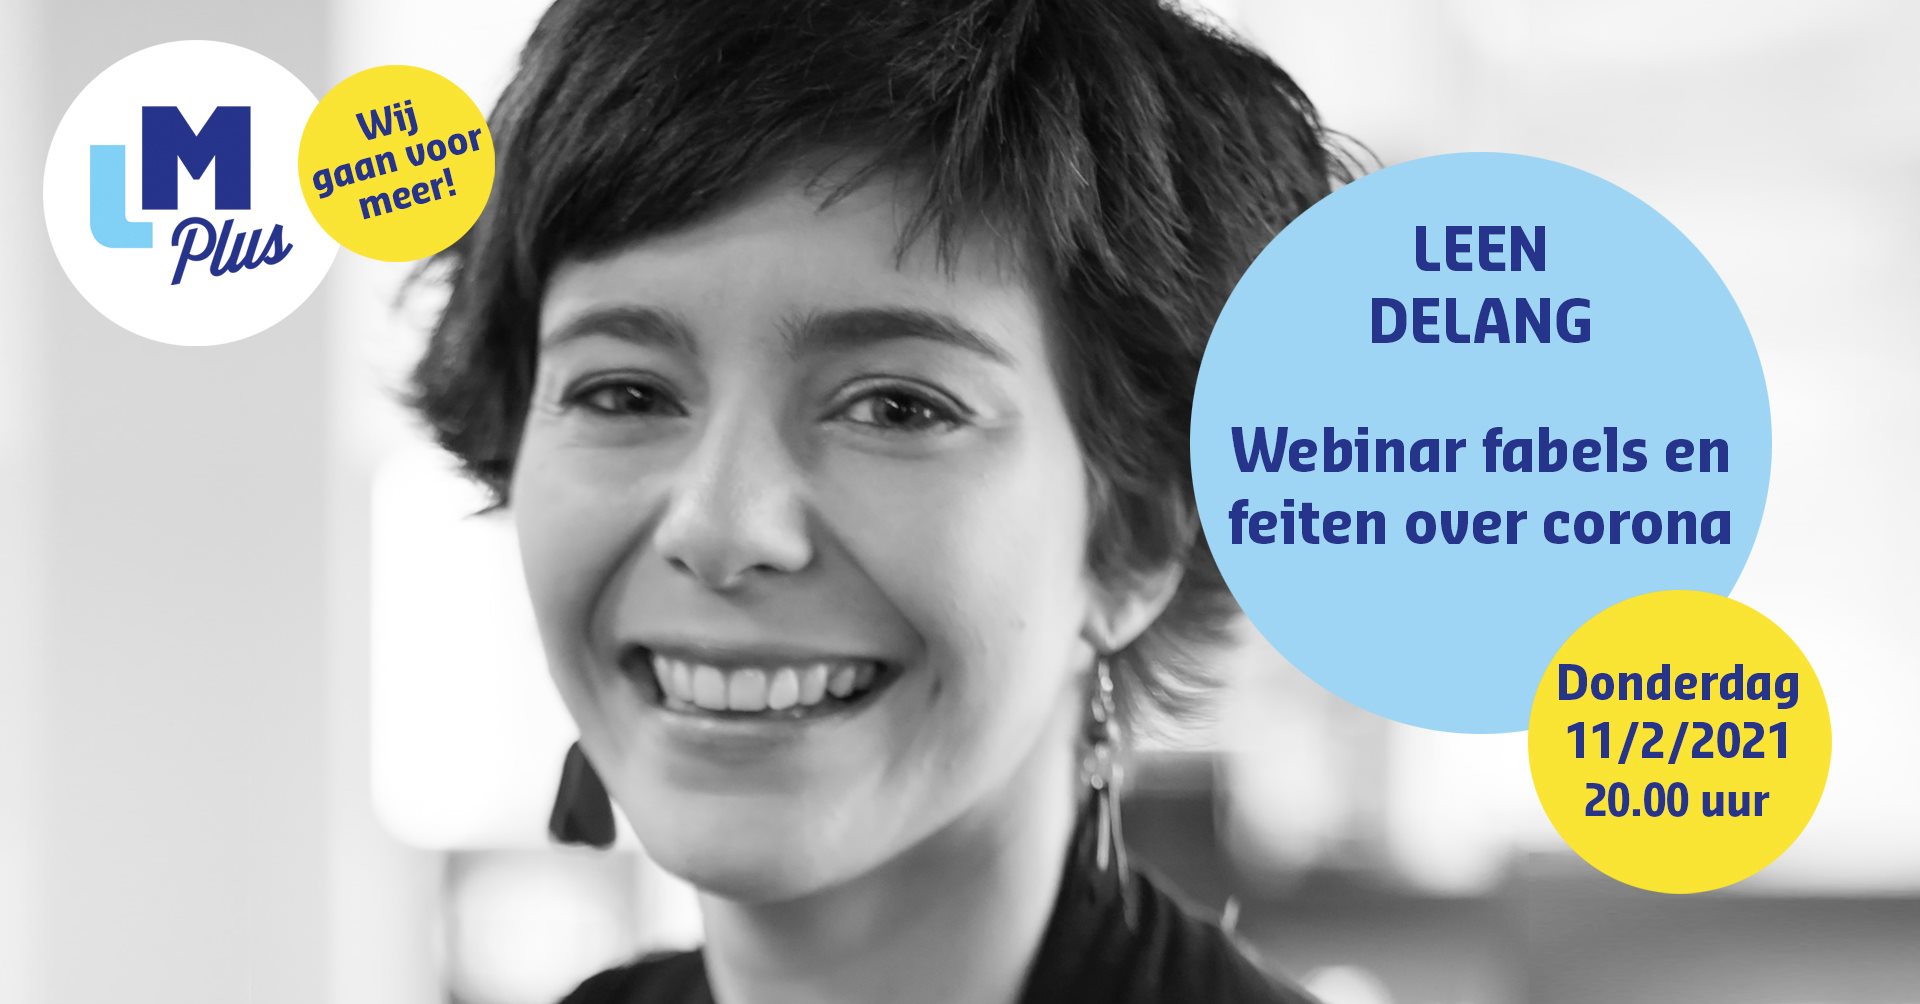 LM
Plus
Wij
gaan voor
meer!
LEEN
DELANG
Webinar fabels en
feiten over corona
Donderdag
11/2/2021
20.00 uur